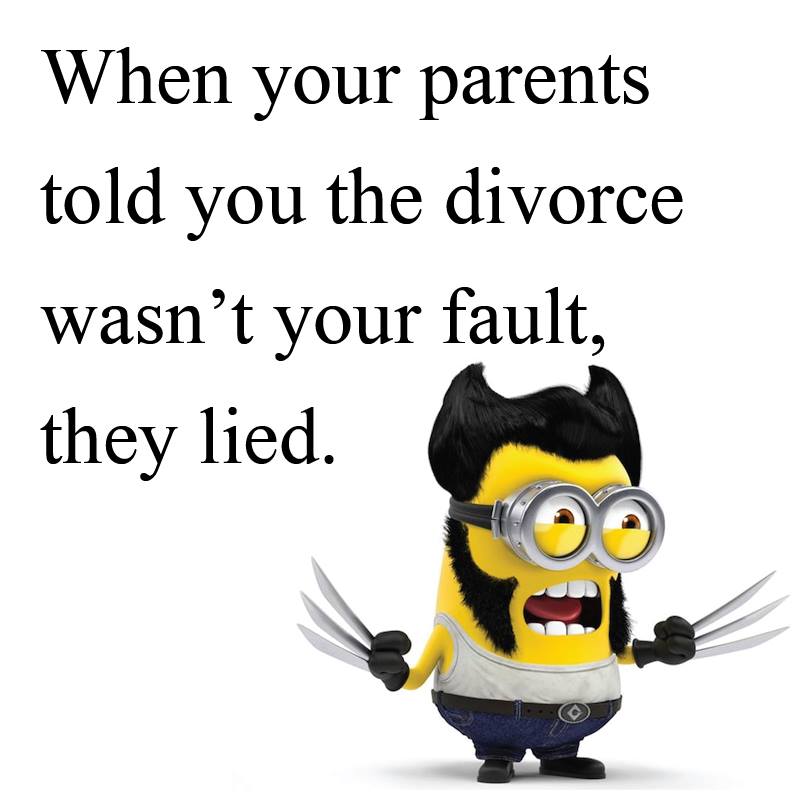 When your parents
told you the divorce
wasn’t your fault,
they lied.